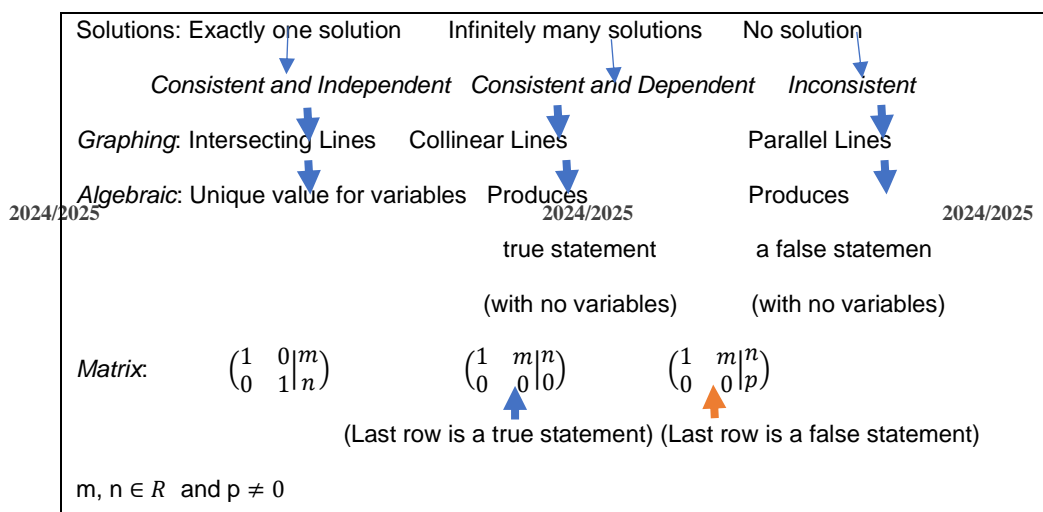 Solutions: Exactly one solution Infinitely many solutions No solution
Consistent and Independent Consistent and Dependent Inconsistent
Graphing: Intersecting Lines Collinear Lines Parallel Lines
Algebraic: Unique value for variables Produces Produces
2024/2025 2024/2025 2024/2025
true statement a false statemen
(with no variables) (with no variables)
Matrix: (1 0|m (1 m|n (1 m|n
0 1|n) 0 0|0) 0 0|p)
(Last row is a true statement) (Last row is a false statement)
m, n ∈ R and p ≠ 0